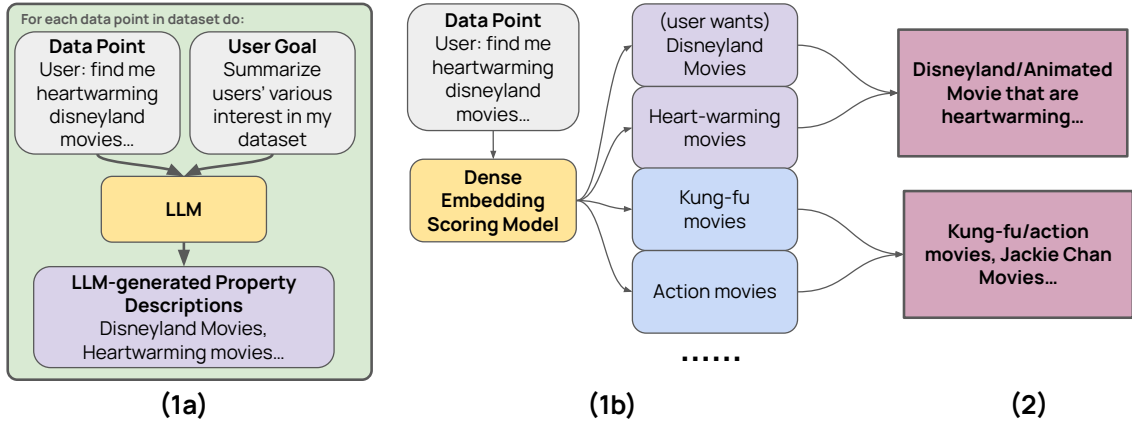 For each data point in dataset do:
Data Point
User: find me
heartwarming
disneyland
movies...
User Goal
Summarize
users' various
interest in my
dataset
LLM
LLM-generated Property
Descriptions
Disneyland Movies,
Heartwarming movies...
(1a)
Data Point
User: find me
heartwarming
disneyland
movies...
Dense
Embedding
Scoring Model
(user wants)
Disneyland
Movies
Heart-warming
movies
Kung-fu
movies
Action movies
......
(1b)
Disneyland/Animated
Movie that are
heartwarming...
Kung-fu/action
movies, Jackie Chan
Movies...
(2)